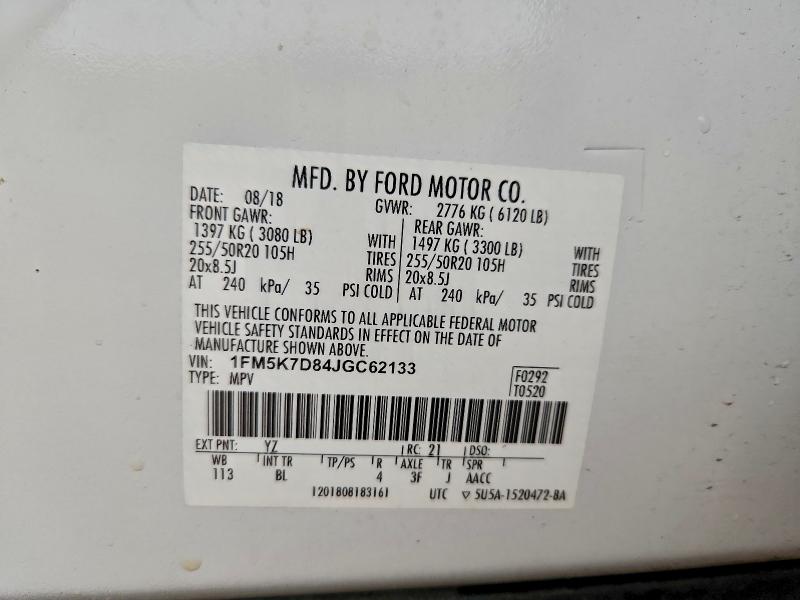 MFD. BY FORD MOTOR CO.
DATE: 08/18 GVWR: 2776 KG ( 6120 LB)
FRONT GAWR: REAR GAWR:
1397 KG ( 3080 LB) WITH 1497 KG ( 3300 LB) WITH
255/50R20 105H TIRES 255/50R20 105H TIRES
20x8.5J RIMS 20x8.5J RIMS
AT 240 kPa/ 35 PSI COLD AT 240 kPa/ 35 PSI COLD
THIS VEHICLE CONFORMS TO ALL APPLICABLE FEDERAL MOTOR
VEHICLE SAFETY STANDARDS IN EFFECT ON THE DATE OF
MANUFACTURE SHOWN ABOVE.
VIN: 1FM5K7D84JGC62133
TYPE: MPV
F0292
T0520
EXT PNT: YZ RC: 21 DSO:
WB INT TR TP/PS R AXLE TR SPR
113 BL 4 3F J AACC
1201808183161 UTC ▽ 5U5A-1520472-BA